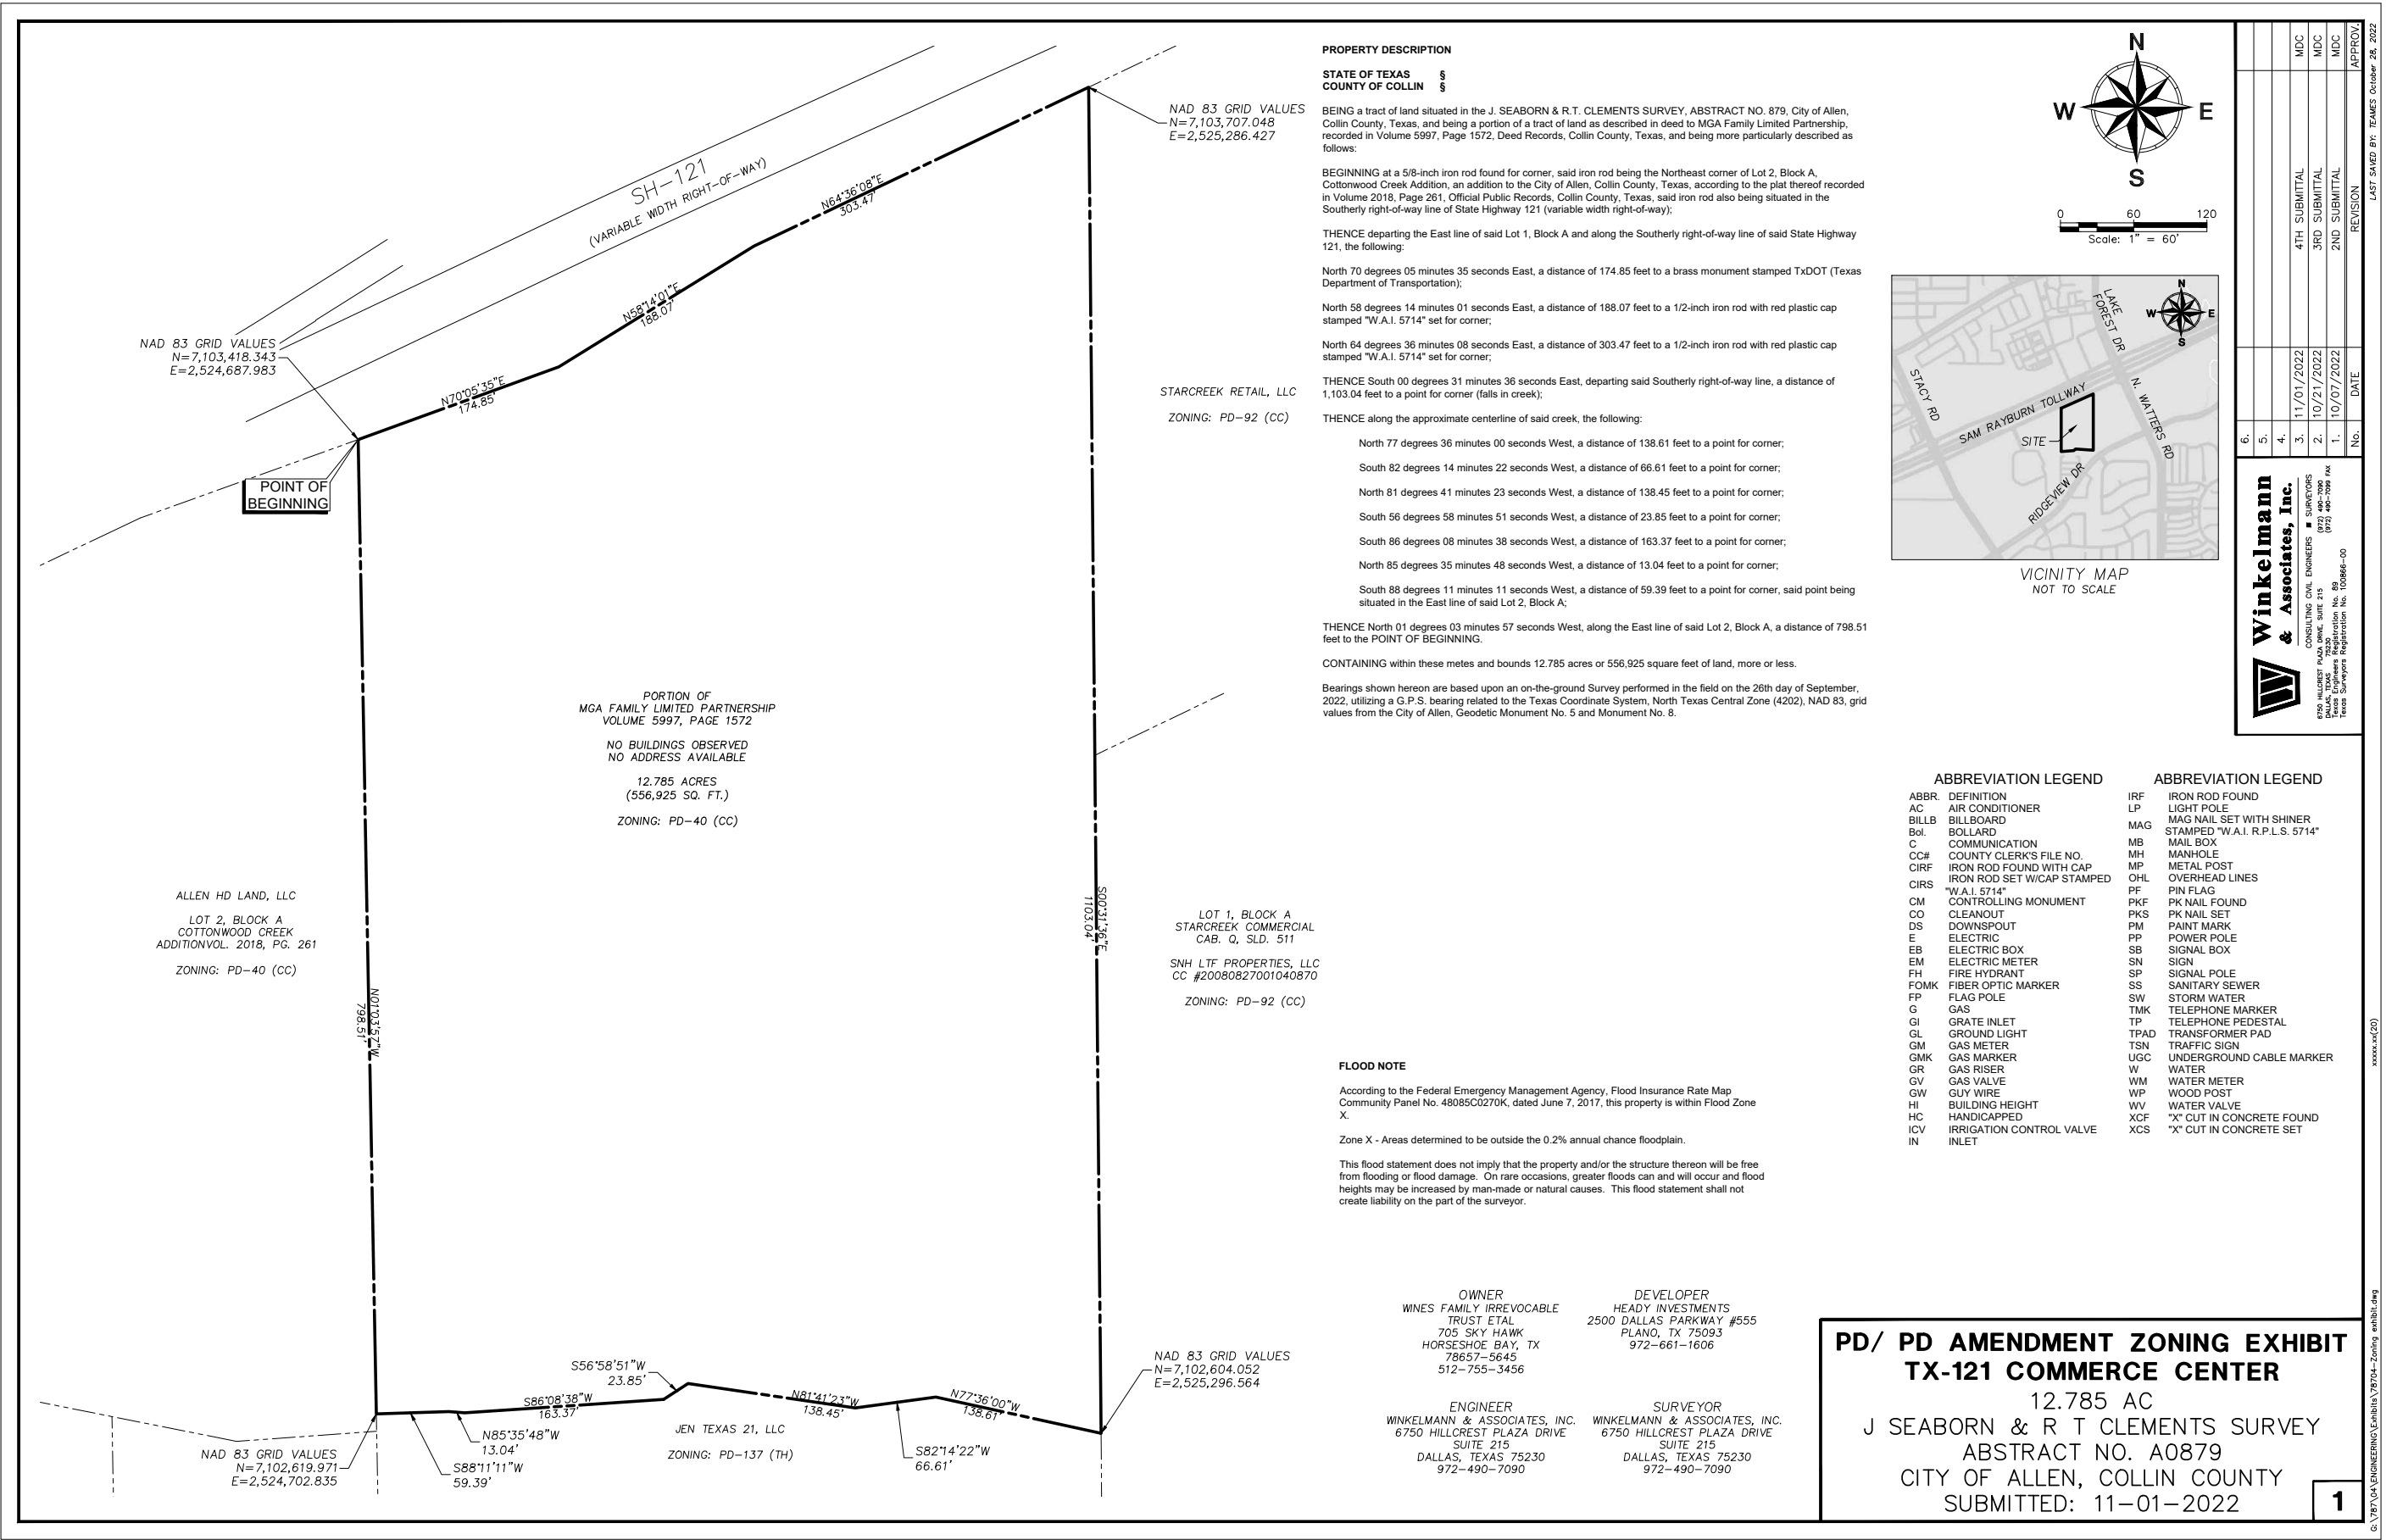 NAD 83 GRID VALUES
N=7,103,707.048
E=2,525,286.427
SH-121
(VARIABLE WIDTH RIGHT-OF-WAY)
N64°36'08"E
303.47'
N58°14'01"E
188.07'
NAD 83 GRID VALUES
N=7,103,418.343
E=2,524,687.983
N70°05'35"E
174.85'
STARCREEK RETAIL, LLC
ZONING: PD-92 (CC)
POINT OF
BEGINNING
PORTION OF
MGA FAMILY LIMITED PARTNERSHIP
VOLUME 5997, PAGE 1572
NO BUILDINGS OBSERVED
NO ADDRESS AVAILABLE
12.785 ACRES
(556,925 SQ. FT.)
ZONING: PD-40 (CC)
ALLEN HD LAND, LLC
LOT 2, BLOCK A
COTTONWOOD CREEK
ADDITIONVOL. 2018, PG. 261
ZONING: PD-40 (CC)
N01°03'57"W
798.51'
S00°31'36"E
1103.04'
LOT 1, BLOCK A
STARCREEK COMMERCIAL
CAB. Q, SLD. 511
SNH LTF PROPERTIES, LLC
CC #20080827001040870
ZONING: PD-92 (CC)
NAD 83 GRID VALUES
N=7,102,604.052
E=2,525,296.564
S56°58'51"W
23.85'
S86°08'38"W
163.37'
N81°41'23"W
138.45'
N77°36'00"W
138.61'
JEN TEXAS 21, LLC
ZONING: PD-137 (TH)
N85°35'48"W
13.04'
S88°11'11"W
59.39'
S82°14'22"W
66.61'
NAD 83 GRID VALUES
N=7,102,619.971
E=2,524,702.835
PROPERTY DESCRIPTION
STATE OF TEXAS §
COUNTY OF COLLIN §
BEING a tract of land situated in the J. SEABORN & R.T. CLEMENTS SURVEY, ABSTRACT NO. 879, City of Allen,
Collin County, Texas, and being a portion of a tract of land as described in deed to MGA Family Limited Partnership,
recorded in Volume 5997, Page 1572, Deed Records, Collin County, Texas, and being more particularly described as
follows:
BEGINNING at a 5/8-inch iron rod found for corner, said iron rod being the Northeast corner of Lot 2, Block A,
Cottonwood Creek Addition, an addition to the City of Allen, Collin County, Texas, according to the plat thereof recorded
in Volume 2018, Page 261, Official Public Records, Collin County, Texas, said iron rod also being situated in the
Southerly right-of-way line of State Highway 121 (variable width right-of-way);
THENCE departing the East line of said Lot 1, Block A and along the Southerly right-of-way line of said State Highway
121, the following:
North 70 degrees 05 minutes 35 seconds East, a distance of 174.85 feet to a brass monument stamped TxDOT (Texas
Department of Transportation);
North 58 degrees 14 minutes 01 seconds East, a distance of 188.07 feet to a 1/2-inch iron rod with red plastic cap
stamped "W.A.I. 5714" set for corner;
North 64 degrees 36 minutes 08 seconds East, a distance of 303.47 feet to a 1/2-inch iron rod with red plastic cap
stamped "W.A.I. 5714" set for corner;
THENCE South 00 degrees 31 minutes 36 seconds East, departing said Southerly right-of-way line, a distance of
1,103.04 feet to a point for corner (falls in creek);
THENCE along the approximate centerline of said creek, the following:
North 77 degrees 36 minutes 00 seconds West, a distance of 138.61 feet to a point for corner;
South 82 degrees 14 minutes 22 seconds West, a distance of 66.61 feet to a point for corner;
North 81 degrees 41 minutes 23 seconds West, a distance of 138.45 feet to a point for corner;
South 56 degrees 58 minutes 51 seconds West, a distance of 23.85 feet to a point for corner;
South 86 degrees 08 minutes 38 seconds West, a distance of 163.37 feet to a point for corner;
North 85 degrees 35 minutes 48 seconds West, a distance of 13.04 feet to a point for corner;
South 88 degrees 11 minutes 11 seconds West, a distance of 59.39 feet to a point for corner, said point being
situated in the East line of said Lot 2, Block A;
THENCE North 01 degrees 03 minutes 57 seconds West, along the East line of said Lot 2, Block A, a distance of 798.51
feet to the POINT OF BEGINNING.
CONTAINING within these metes and bounds 12.785 acres or 556,925 square feet of land, more or less.
Bearings shown hereon are based upon an on-the-ground Survey performed in the field on the 26th day of September,
2022, utilizing a G.P.S. bearing related to the Texas Coordinate System, North Texas Central Zone (4202), NAD 83, grid
values from the City of Allen, Geodetic Monument No. 5 and Monument No. 8.
FLOOD NOTE
According to the Federal Emergency Management Agency, Flood Insurance Rate Map
Community Panel No. 48085C0270K, dated June 7, 2017, this property is within Flood Zone
X.
Zone X - Areas determined to be outside the 0.2% annual chance floodplain.
This flood statement does not imply that the property and/or the structure thereon will be free
from flooding or flood damage. On rare occasions, greater floods can and will occur and flood
heights may be increased by man-made or natural causes. This flood statement shall not
create liability on the part of the surveyor.
OWNER
WINES FAMILY IRREVOCABLE
TRUST ETAL
705 SKY HAWK
HORSESHOE BAY, TX
78657-5645
512-755-3456
DEVELOPER
HEADY INVESTMENTS
2500 DALLAS PARKWAY #555
PLANO, TX 75093
972-661-1606
ENGINEER
WINKELMANN & ASSOCIATES, INC.
6750 HILLCREST PLAZA DRIVE
SUITE 215
DALLAS, TEXAS 75230
972-490-7090
SURVEYOR
WINKELMANN & ASSOCIATES, INC.
6750 HILLCREST PLAZA DRIVE
SUITE 215
DALLAS, TEXAS 75230
972-490-7090
N
W E
S
0 60 120
Scale: 1" = 60'
LAKE
FOREST DR
N
W E
S
STACY RD
SAM RAYBURN TOLLWAY
N. WATTERS RD
SITE
RIDGEVIEW DR
VICINITY MAP
NOT TO SCALE
ABBREVIATION LEGEND
ABBR. DEFINITION
AC AIR CONDITIONER
BILLB BILLBOARD
Bol. BOLLARD
C COMMUNICATION
CC# COUNTY CLERK'S FILE NO.
CIRF IRON ROD FOUND WITH CAP
CIRS IRON ROD SET W/CAP STAMPED
"W.A.I. 5714"
CM CONTROLLING MONUMENT
CO CLEANOUT
DS DOWNSPOUT
E ELECTRIC
EB ELECTRIC BOX
EM ELECTRIC METER
FH FIRE HYDRANT
FOMK FIBER OPTIC MARKER
FP FLAG POLE
G GAS
GI GRATE INLET
GL GROUND LIGHT
GM GAS METER
GMK GAS MARKER
GR GAS RISER
GV GAS VALVE
GW GUY WIRE
HI BUILDING HEIGHT
HC HANDICAPPED
ICV IRRIGATION CONTROL VALVE
IN INLET
ABBREVIATION LEGEND
IRF IRON ROD FOUND
LP LIGHT POLE
MAG MAG NAIL SET WITH SHINER
STAMPED "W.A.I. R.P.L.S. 5714"
MB MAIL BOX
MH MANHOLE
MP METAL POST
OHL OVERHEAD LINES
PF PIN FLAG
PKF PK NAIL FOUND
PKS PK NAIL SET
PM PAINT MARK
PP POWER POLE
SB SIGNAL BOX
SN SIGN
SP SIGNAL POLE
SS SANITARY SEWER
SW STORM WATER
TMK TELEPHONE MARKER
TP TELEPHONE PEDESTAL
TPAD TRANSFORMER PAD
TSN TRAFFIC SIGN
UGC UNDERGROUND CABLE MARKER
W WATER
WM WATER METER
WP WOOD POST
WV WATER VALVE
XCF "X" CUT IN CONCRETE FOUND
XCS "X" CUT IN CONCRETE SET
6.
5.
4.
3. 11/01/2022 4TH SUBMITTAL MDC
2. 10/21/2022 3RD SUBMITTAL MDC
1. 10/07/2022 2ND SUBMITTAL MDC
No. DATE REVISION APPROV.
Winkelmann
& Associates, Inc.
CONSULTING CIVIL ENGINEERS ■ SURVEYORS
6750 HILLCREST PLAZA DRIVE, SUITE 215 (972) 490-7090
DALLAS, TEXAS 75230 (972) 490-7099 FAX
Texas Engineers Registration No. 89
Texas Surveyors Registration No. 100866-00
LAST SAVED BY: TEAMES October 28, 2022
xxxxx.xx(20)
G:\787\04\ENGINEERING\Exhibits\78704-Zoning exhibit.dwg
PD/ PD AMENDMENT ZONING EXHIBIT
TX-121 COMMERCE CENTER
12.785 AC
J SEABORN & R T CLEMENTS SURVEY
ABSTRACT NO. A0879
CITY OF ALLEN, COLLIN COUNTY
SUBMITTED: 11-01-2022
1